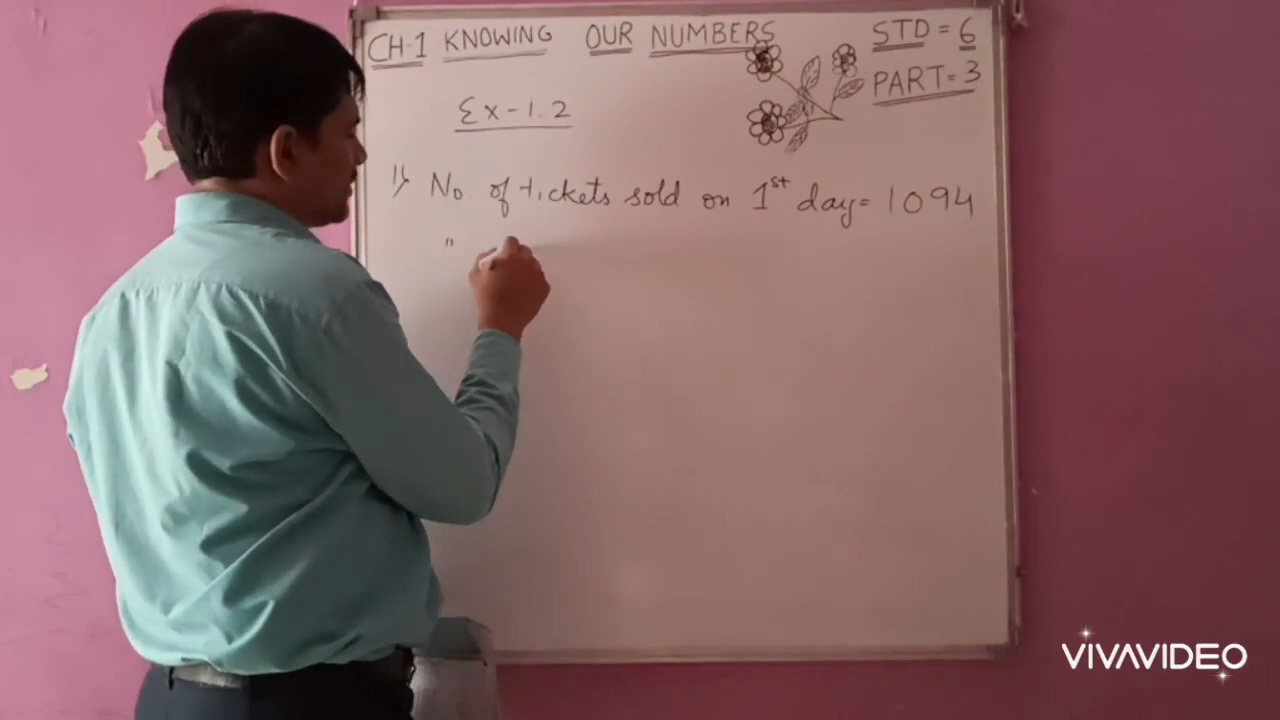 CH-1 KNOWING OUR NUMBERS
STD = 6
PART = 3
Ex-1.2
1) No. of tickets sold on 1st day = 1094
"
VIVAVIDEO